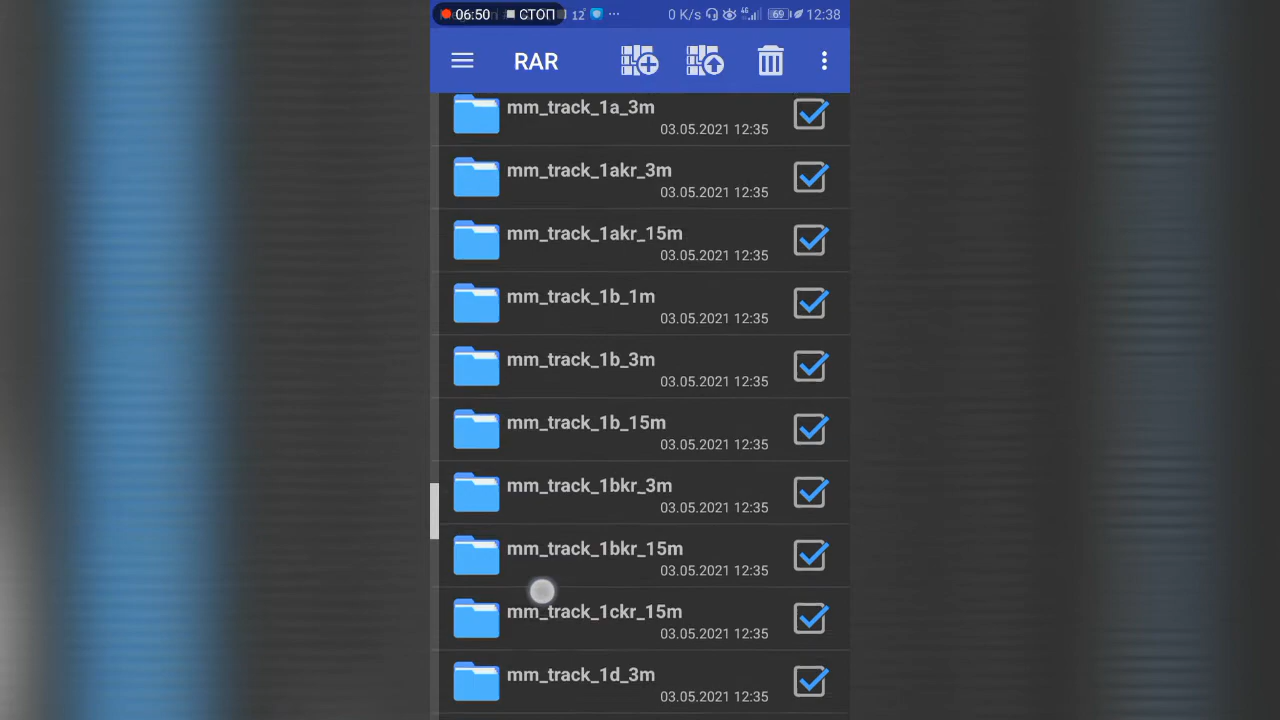 06:50 СТОП 12 ... 0 K/s 4G 69 12:38
RAR
mm_track_1a_3m
03.05.2021 12:35
mm_track_1akr_3m
03.05.2021 12:35
mm_track_1akr_15m
03.05.2021 12:35
mm_track_1b_1m
03.05.2021 12:35
mm_track_1b_3m
03.05.2021 12:35
mm_track_1b_15m
03.05.2021 12:35
mm_track_1bkr_3m
03.05.2021 12:35
mm_track_1bkr_15m
03.05.2021 12:35
mm_track_1ckr_15m
03.05.2021 12:35
mm_track_1d_3m
03.05.2021 12:35